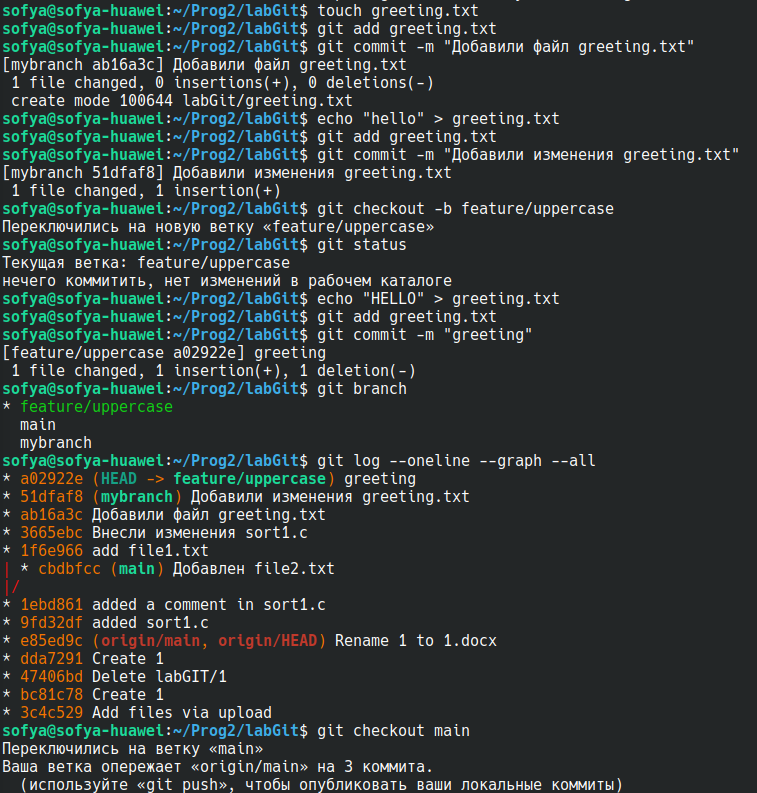 sofya@sofya-huawei:~/Prog2/labGit$ touch greeting.txt
sofya@sofya-huawei:~/Prog2/labGit$ git add greeting.txt
sofya@sofya-huawei:~/Prog2/labGit$ git commit -m "Добавили файл greeting.txt"
[mybranch ab16a3c] Добавили файл greeting.txt
 1 file changed, 0 insertions(+), 0 deletions(-)
 create mode 100644 labGit/greeting.txt
sofya@sofya-huawei:~/Prog2/labGit$ echo "hello" > greeting.txt
sofya@sofya-huawei:~/Prog2/labGit$ git add greeting.txt
sofya@sofya-huawei:~/Prog2/labGit$ git commit -m "Добавили изменения greeting.txt"
[mybranch 51dfaf8] Добавили изменения greeting.txt
 1 file changed, 1 insertion(+)
sofya@sofya-huawei:~/Prog2/labGit$ git checkout -b feature/uppercase
Переключились на новую ветку «feature/uppercase»
sofya@sofya-huawei:~/Prog2/labGit$ git status
Текущая ветка: feature/uppercase
нечего коммитить, нет изменений в рабочем каталоге
sofya@sofya-huawei:~/Prog2/labGit$ echo "HELLO" > greeting.txt
sofya@sofya-huawei:~/Prog2/labGit$ git add greeting.txt
sofya@sofya-huawei:~/Prog2/labGit$ git commit -m "greeting"
[feature/uppercase a02922e] greeting
 1 file changed, 1 insertion(+), 1 deletion(-)
sofya@sofya-huawei:~/Prog2/labGit$ git branch
* feature/uppercase
  main
  mybranch
sofya@sofya-huawei:~/Prog2/labGit$ git log --oneline --graph --all
* a02922e (HEAD -> feature/uppercase) greeting
* 51dfaf8 (mybranch) Добавили изменения greeting.txt
* ab16a3c Добавили файл greeting.txt
* 3665ebc Внесли изменения sort1.c
* 1f6e966 add file1.txt
| * cbdbfcc (main) Добавлен file2.txt
|/
* 1ebd861 added a comment in sort1.c
* 9fd32df added sort1.c
* e85ed9c (origin/main, origin/HEAD) Rename 1 to 1.docx
* dda7291 Create 1
* 47406bd Delete labGIT/1
* bc81c78 Create 1
* 3c4c529 Add files via upload
sofya@sofya-huawei:~/Prog2/labGit$ git checkout main
Переключились на ветку «main»
Ваша ветка опережает «origin/main» на 3 коммита.
  (используйте «git push», чтобы опубликовать ваши локальные коммиты)